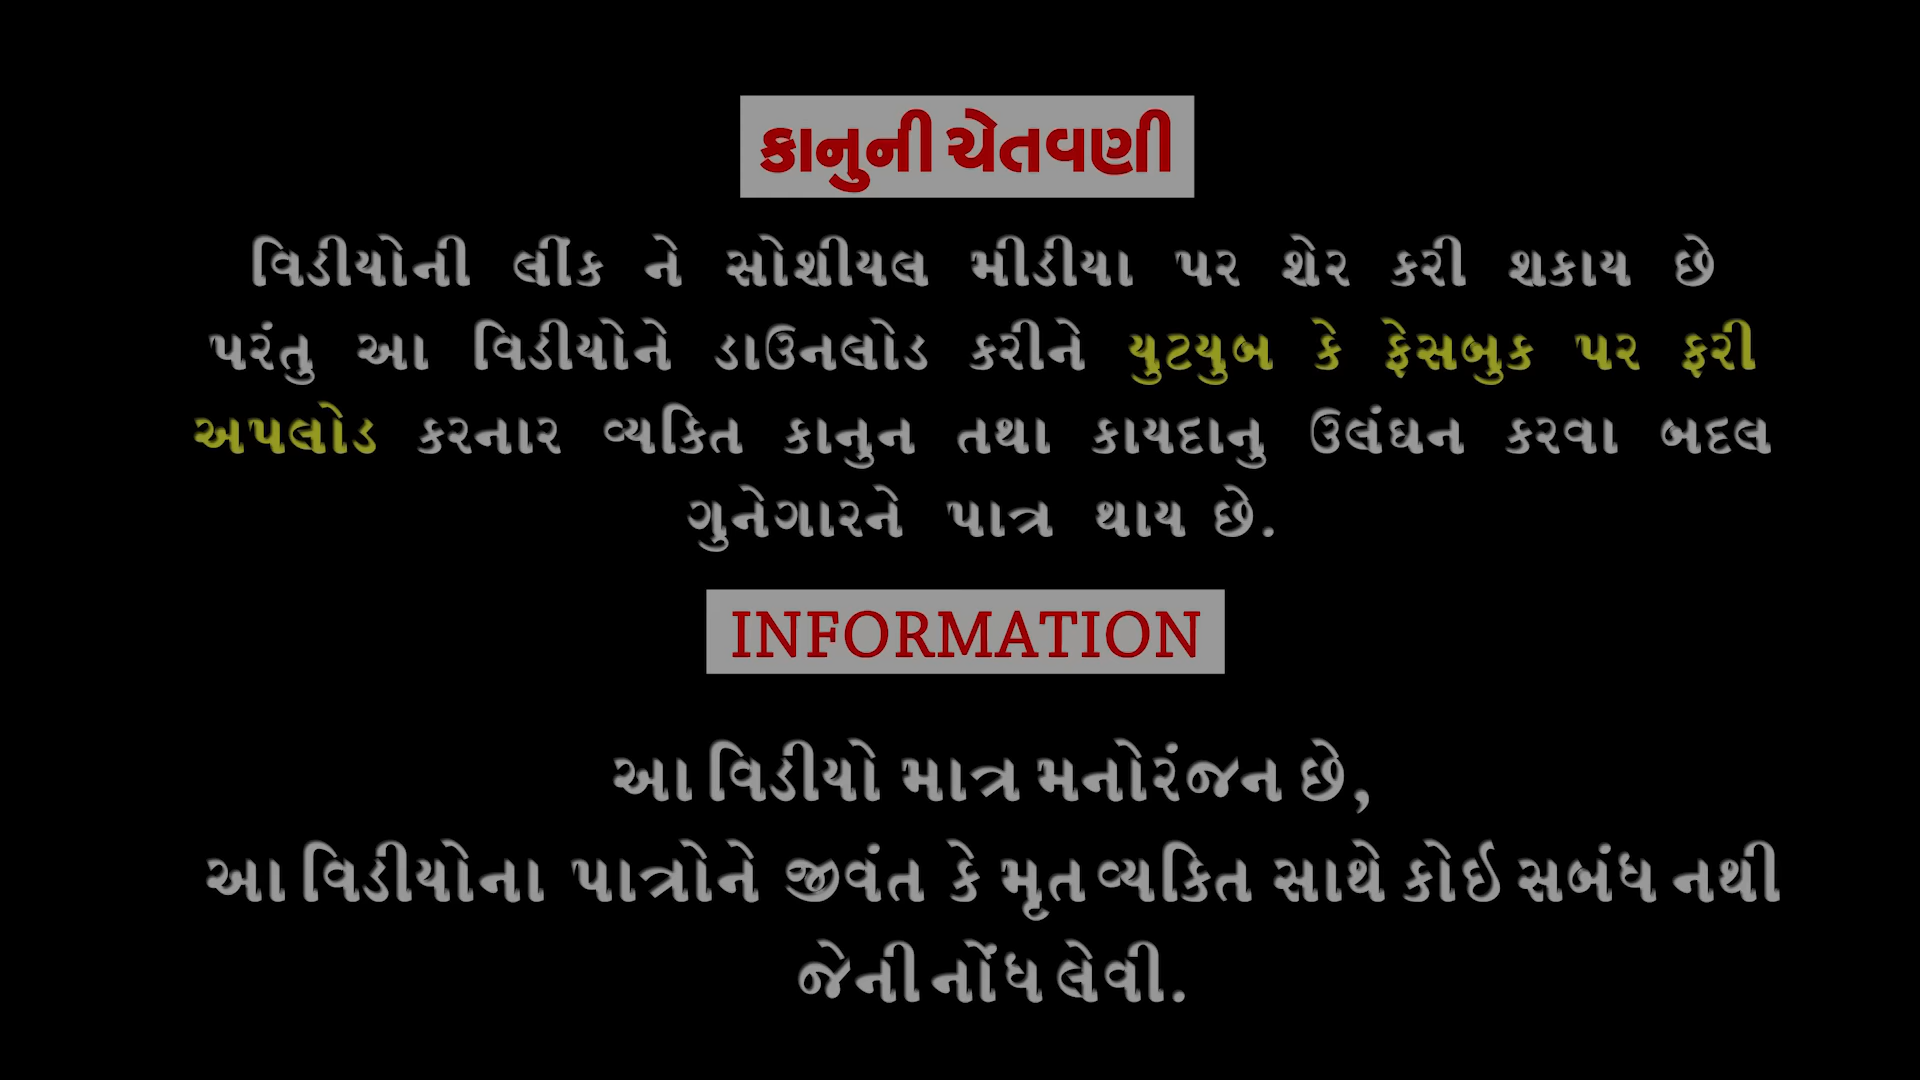 કાનુની ચેતવણી
વિડીયોની લીંક ને સોશીયલ મીડીયા પર શેર કરી શકાય છે
પરંતુ આ વિડીયોને ડાઉનલોડ કરીને યુટયુબ કે ફેસબુક પર ફરી
અપલોડ કરનાર વ્યકિત કાનુન તથા કાયદાનુ ઉલંઘન કરવા બદલ
ગુનેગારને પાત્ર થાય છે.
INFORMATION
આ વિડીયો માત્ર મનોરંજન છે,
આ વિડીયોના પાત્રોને જીવંત કે મૃત વ્યકિત સાથે કોઇ સબંધ નથી
જેની નોંધ લેવી.